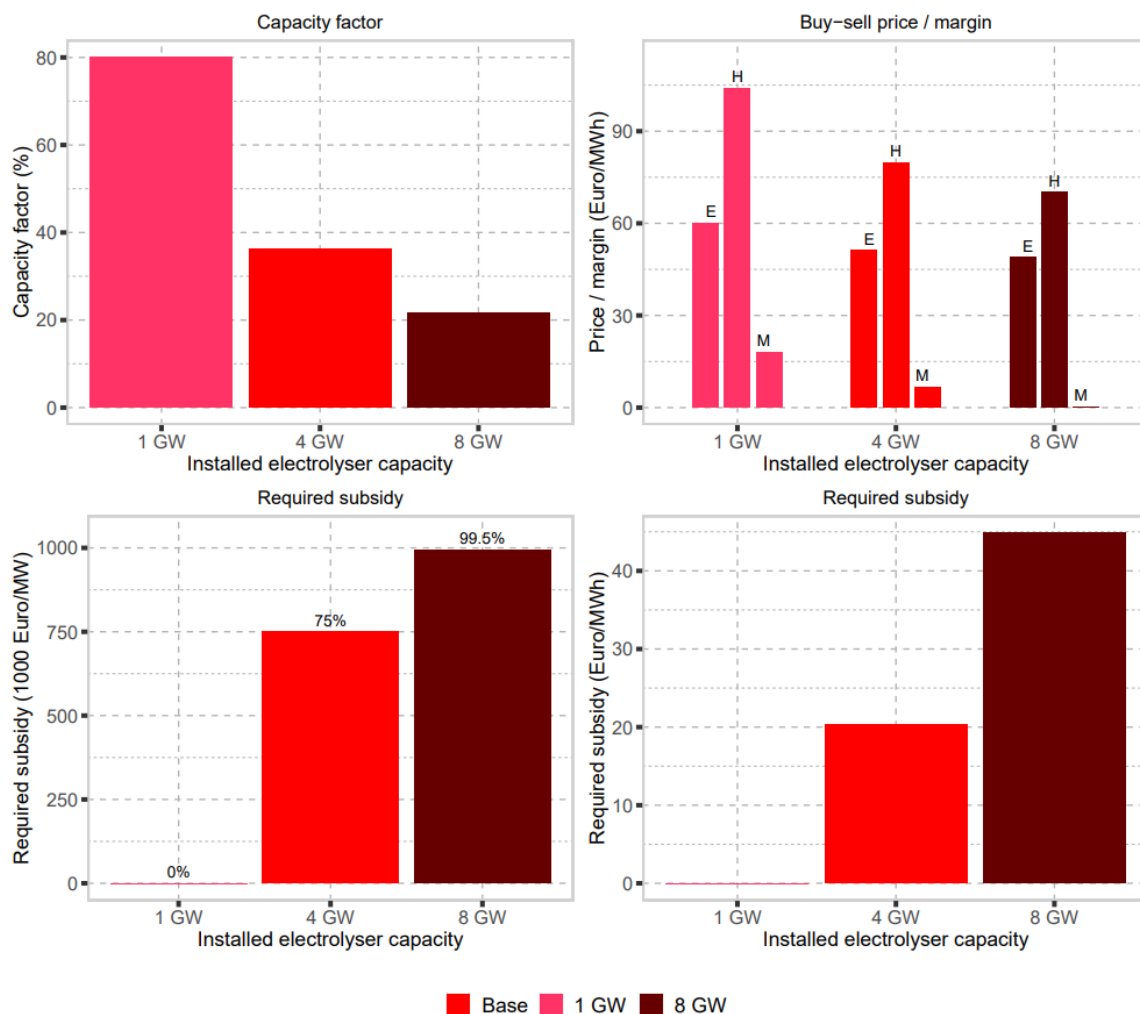 Capacity factor
80
60
40
20
0
Capacity factor (%)
1 GW 4 GW 8 GW
Installed electrolyser capacity
Buy−sell price / margin
90
60
30
0
Price / margin (Euro/MWh)
E H M
E H M
E H M
1 GW 4 GW 8 GW
Installed electrolyser capacity
Required subsidy
1000
750
500
250
0
Required subsidy (1000 Euro/MW)
0% 75% 99.5%
1 GW 4 GW 8 GW
Installed electrolyser capacity
Required subsidy
40
30
20
10
0
Required subsidy (Euro/MWh)
1 GW 4 GW 8 GW
Installed electrolyser capacity
Base 1 GW 8 GW